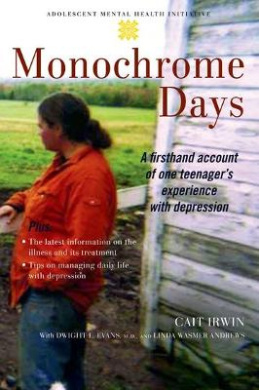 ADOLESCENT MENTAL HEALTH INITIATIVE
Monochrome
Days
A firsthand account
of one teenager's
experience
with depression
Plus:
• The latest information on the
illness and its treatment
• Tips on managing daily life
with depression
CAIT IRWIN
With DWIGHT L. EVANS, M.D., AND LINDA WASMER ANDREWS